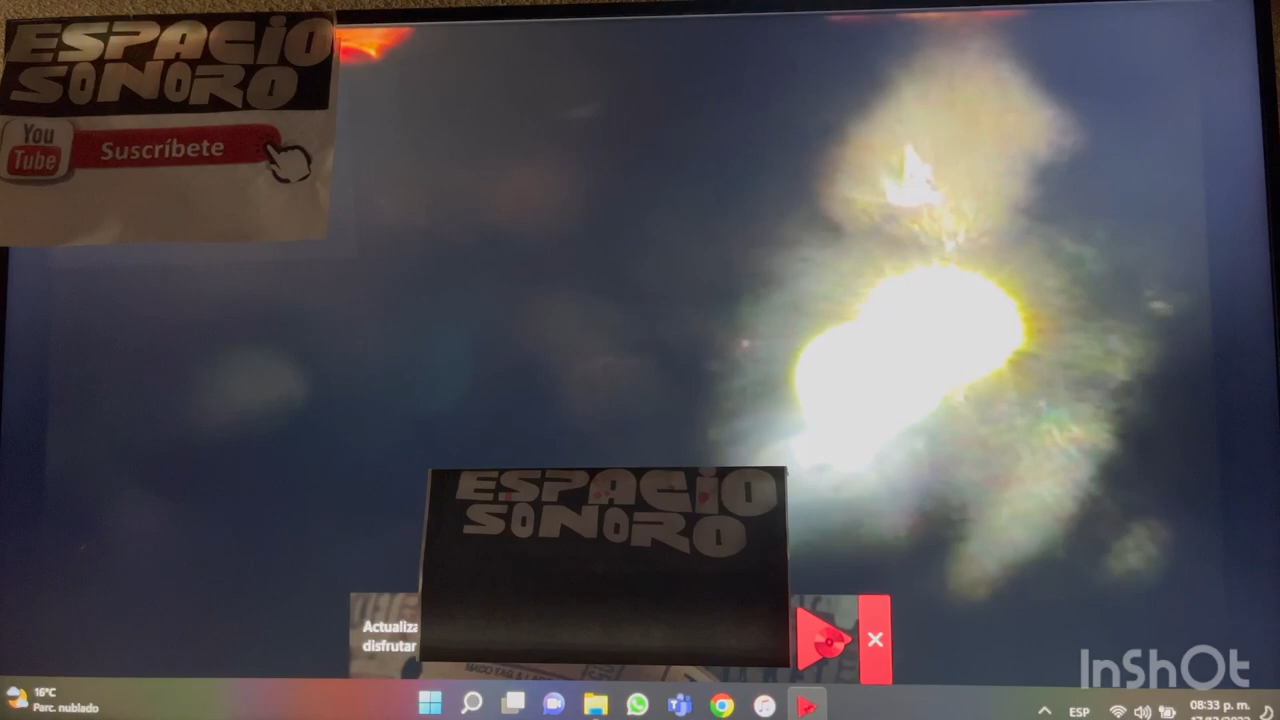 ESPACiO
SONORO
You
Tube
Suscríbete
ESPACiO
SONORO
Actualiza
disfrutar
InShOt
16°C
Parc. nublado
ESP
08:33 p. m.